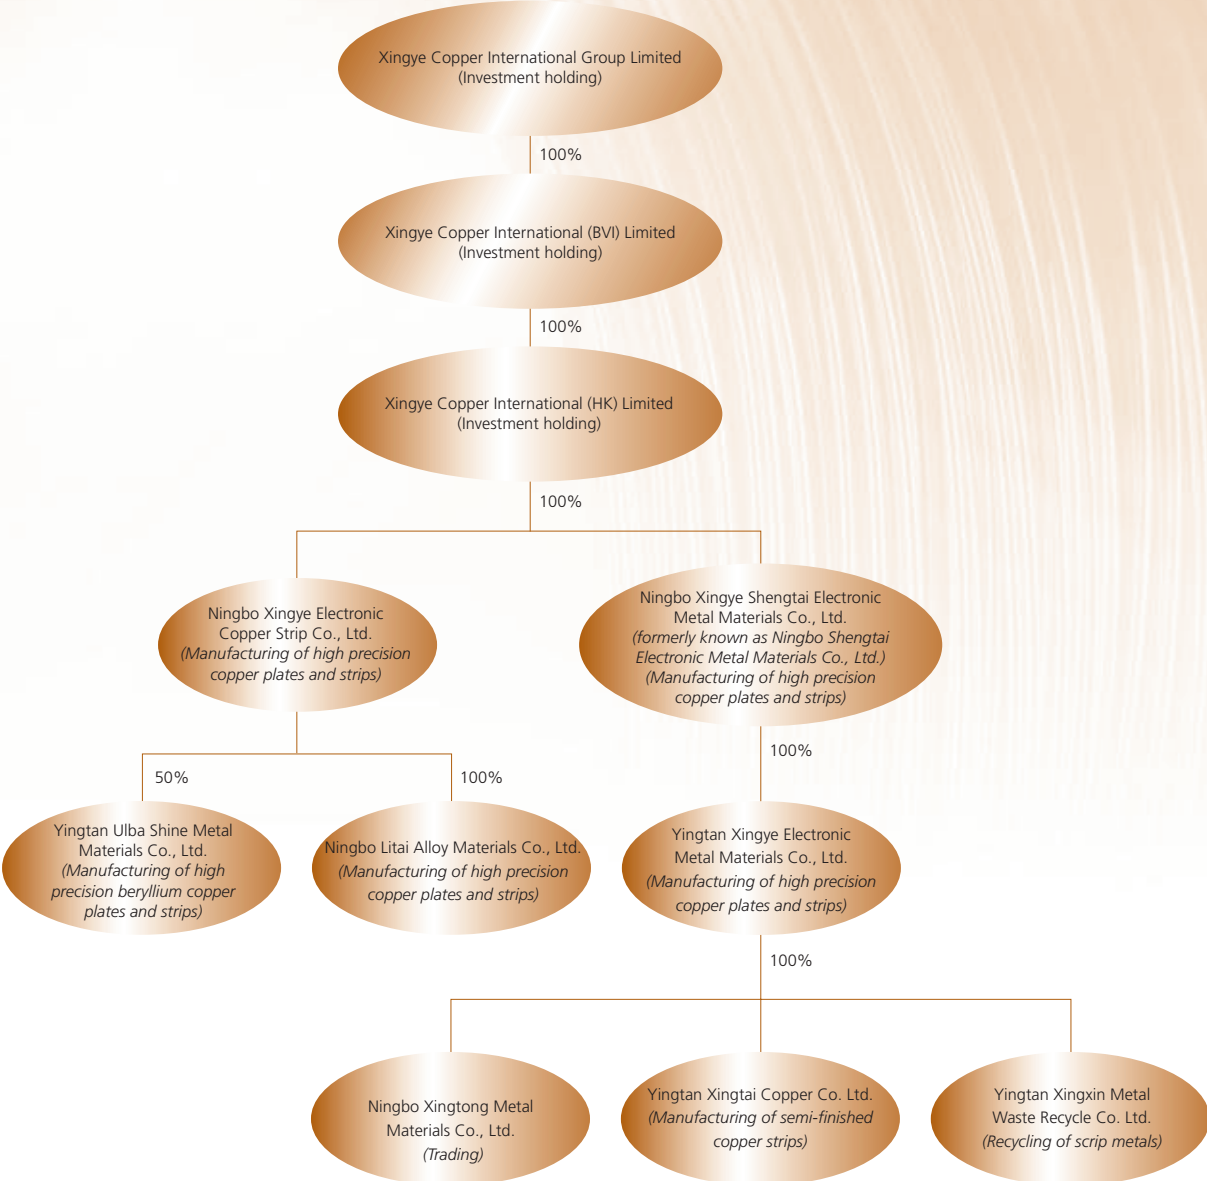 Xingye Copper International Group Limited
(Investment holding)
100%
Xingye Copper International (BVI) Limited
(Investment holding)
100%
Xingye Copper International (HK) Limited
(Investment holding)
100%
Ningbo Xingye Electronic
Copper Strip Co., Ltd.
(Manufacturing of high precision
copper plates and strips)
Ningbo Xingye Shengtai Electronic
Metal Materials Co., Ltd.
(formerly known as Ningbo Shengtai
Electronic Metal Materials Co., Ltd.)
(Manufacturing of high precision
copper plates and strips)
50%
100%
100%
Yingtan Ulba Shine Metal
Materials Co., Ltd.
(Manufacturing of high
precision beryllium copper
plates and strips)
Ningbo Litai Alloy Materials Co., Ltd.
(Manufacturing of high precision
copper plates and strips)
Yingtan Xingye Electronic
Metal Materials Co., Ltd.
(Manufacturing of high precision
copper plates and strips)
100%
Ningbo Xingtong Metal
Materials Co., Ltd.
(Trading)
Yingtan Xingtai Copper Co. Ltd.
(Manufacturing of semi-finished
copper strips)
Yingtan Xingxin Metal
Waste Recycle Co. Ltd.
(Recycling of scrip metals)